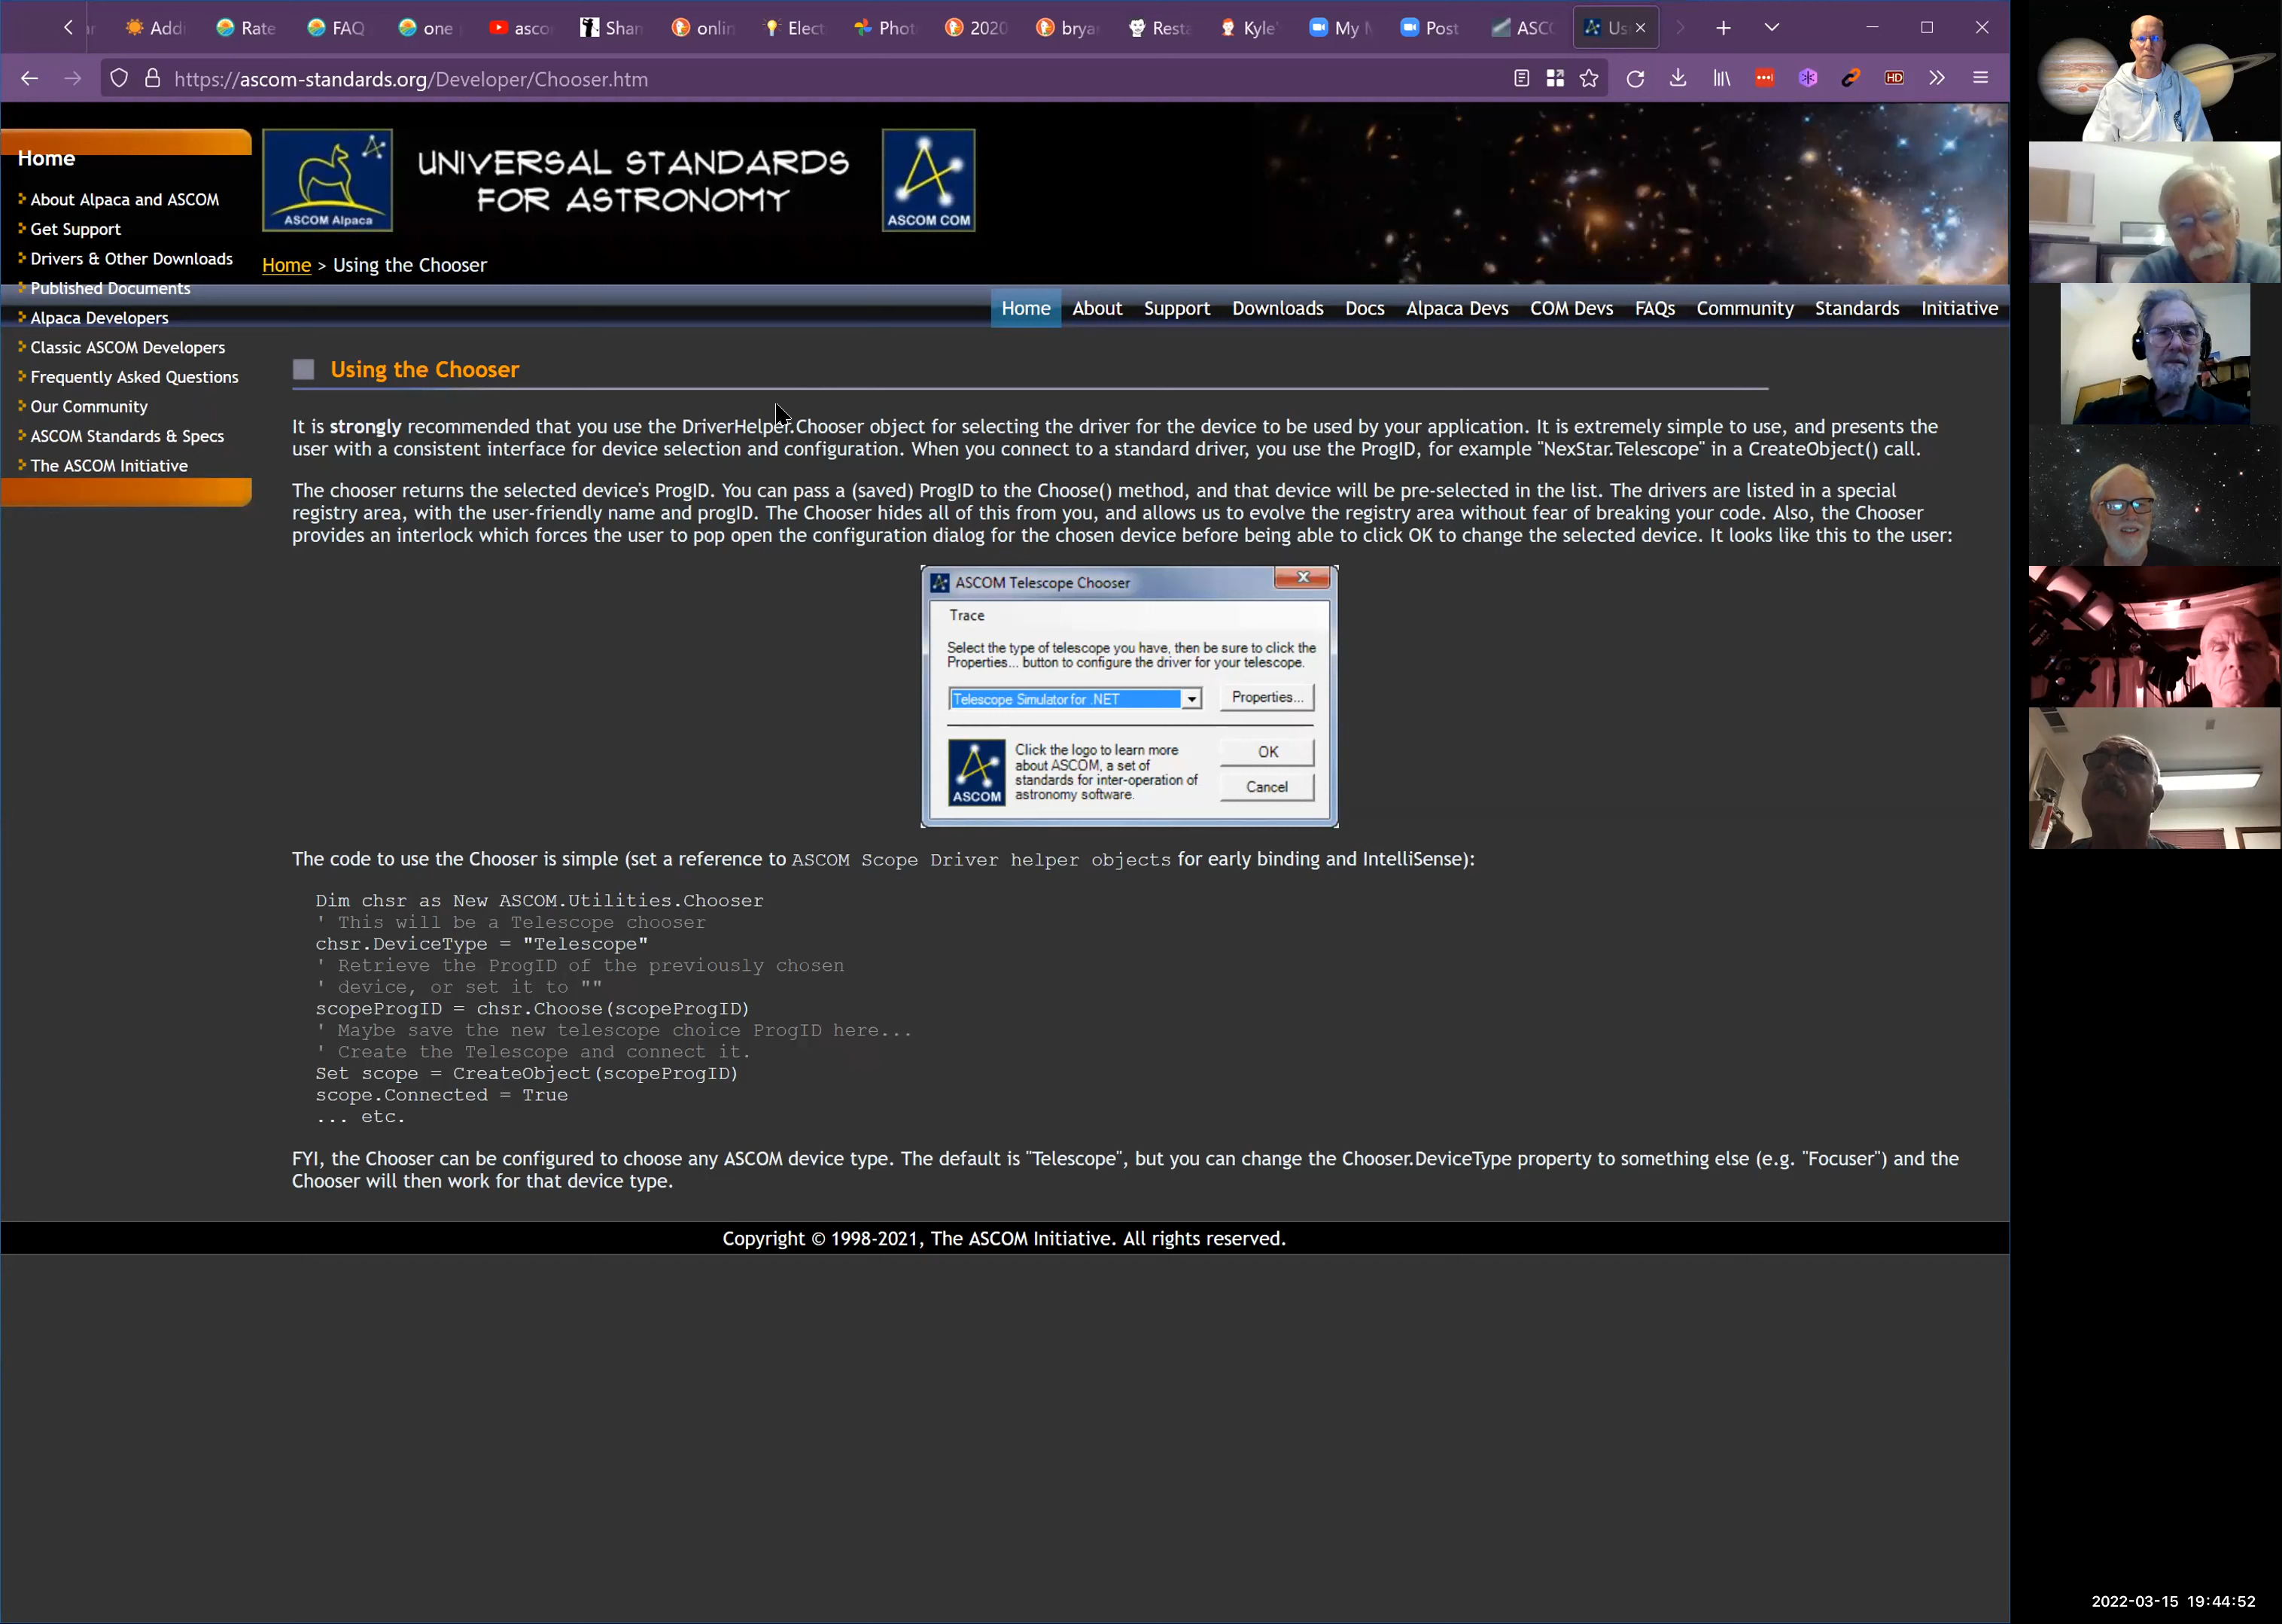 Add
Rate
FAQ
one
asco
Shan
onlin
Elect
Phot
2020
brya
Resta
Kyle'
My
Post
ASCO
Us
https://ascom-standards.org/Developer/Chooser.htm
HD
Home
About Alpaca and ASCOM
Get Support
Drivers & Other Downloads
Published Documents
Alpaca Developers
Classic ASCOM Developers
Frequently Asked Questions
Our Community
ASCOM Standards & Specs
The ASCOM Initiative
ASCOM Alpaca
UNIVERSAL STANDARDS
FOR ASTRONOMY
ASCOM COM
Home > Using the Chooser
Home About Support Downloads Docs Alpaca Devs COM Devs FAQs Community Standards Initiative
Using the Chooser
It is strongly recommended that you use the DriverHelper.Chooser object for selecting the driver for the device to be used by your application. It is extremely simple to use, and presents the
user with a consistent interface for device selection and configuration. When you connect to a standard driver, you use the ProgID, for example "NexStar.Telescope" in a CreateObject() call.
The chooser returns the selected device's ProgID. You can pass a (saved) ProgID to the Choose() method, and that device will be pre-selected in the list. The drivers are listed in a special
registry area, with the user-friendly name and progID. The Chooser hides all of this from you, and allows us to evolve the registry area without fear of breaking your code. Also, the Chooser
provides an interlock which forces the user to pop open the configuration dialog for the chosen device before being able to click OK to change the selected device. It looks like this to the user:
ASCOM Telescope Chooser
Trace
Select the type of telescope you have, then be sure to click the
Properties... button to configure the driver for your telescope.
Telescope Simulator for .NET
Properties...
Click the logo to learn more
about ASCOM, a set of
standards for inter-operation of
astronomy software.
ASCOM
OK
Cancel
The code to use the Chooser is simple (set a reference to ASCOM Scope Driver helper objects for early binding and IntelliSense):
Dim chsr as New ASCOM.Utilities.Chooser
' This will be a Telescope chooser
chsr.DeviceType = "Telescope"
' Retrieve the ProgID of the previously chosen
' device, or set it to ""
scopeProgID = chsr.Choose(scopeProgID)
' Maybe save the new telescope choice ProgID here...
' Create the Telescope and connect it.
Set scope = CreateObject(scopeProgID)
scope.Connected = True
... etc.
FYI, the Chooser can be configured to choose any ASCOM device type. The default is "Telescope", but you can change the Chooser.DeviceType property to something else (e.g. "Focuser") and the
Chooser will then work for that device type.
Copyright © 1998-2021, The ASCOM Initiative. All rights reserved.
2022-03-15 19:44:52